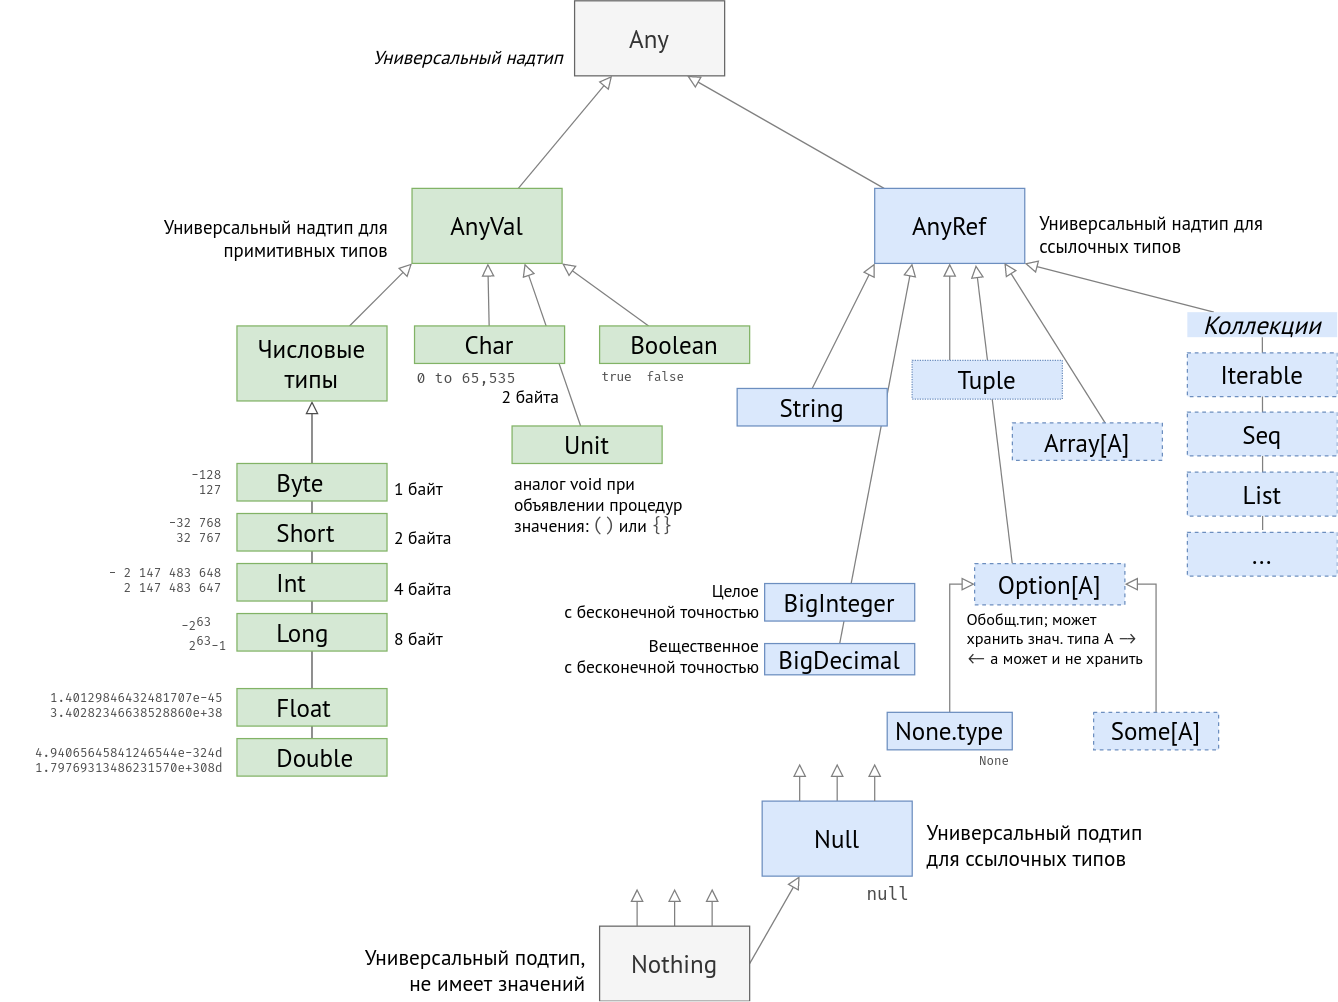 Any
Универсальный надтип
AnyVal
Универсальный надтип для
примитивных типов
AnyRef
Универсальный надтип для
ссылочных типов
Числовые
типы
Char
0 to 65,535
2 байта
Boolean
true false
Unit
аналог void при
объявлении процедур
значения: () или {}
Byte
-128
127
1 байт
Short
-32 768
32 767
2 байта
Int
- 2 147 483 648
2 147 483 647
4 байта
Long
-2⁶³
2⁶³-1
8 байт
Float
1.40129846432481707e-45
3.40282346638528860e+38
Double
4.94065645841246544e-324d
1.79769313486231570e+308d
String
Tuple
Array[A]
Коллекции
Iterable
Seq
List
...
Целое
с бесконечной точностью
BigInteger
Вещественное
с бесконечной точностью
BigDecimal
Option[A]
Обобщ.тип; может
хранить знач. типа A →
← а может и не хранить
None.type
None
Some[A]
Null
null
Универсальный подтип
для ссылочных типов
Nothing
Универсальный подтип,
не имеет значений